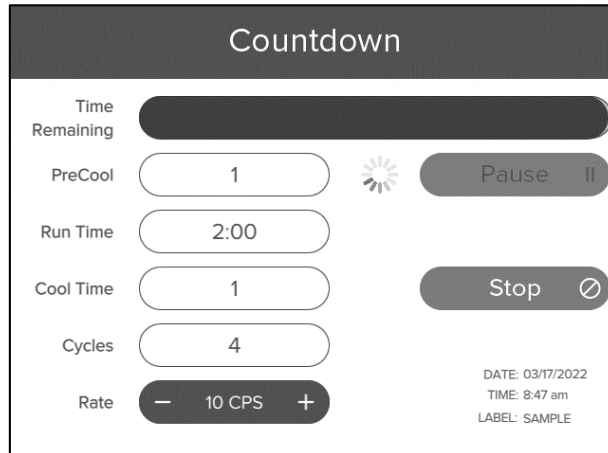 Countdown
Time
Remaining
PreCool 1 Pause
Run Time 2:00
Cool Time 1 Stop
Cycles 4
Rate − 10 CPS +
DATE: 03/17/2022
TIME: 8:47 am
LABEL: SAMPLE